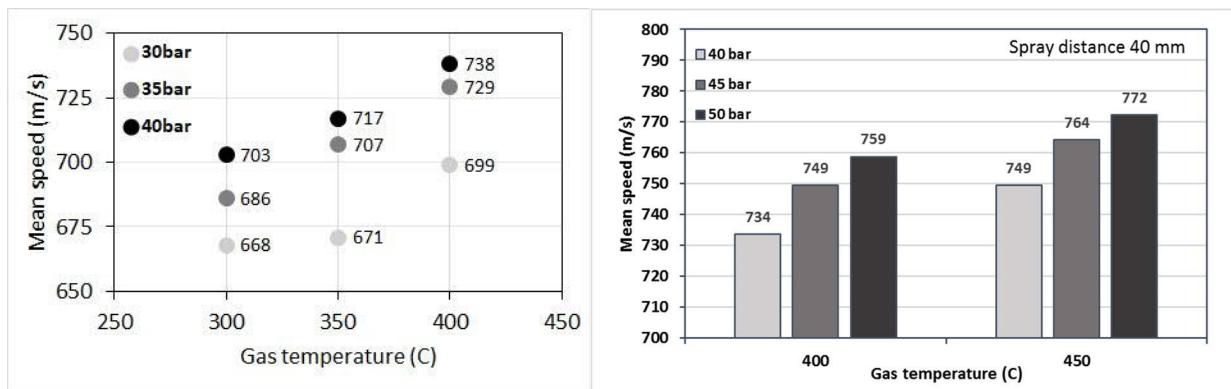 750
725
700
675
650
Mean speed (m/s)
30bar
35bar
40bar
738
729
717
707
703
699
686
668
671
250 300 350 400 450
Gas temperature (C)
800
790
780
770
760
750
740
730
720
710
700
Mean speed (m/s)
Spray distance 40 mm
40 bar
45 bar
50 bar
734
749
759
749
764
772
400 450
Gas temperature (C)